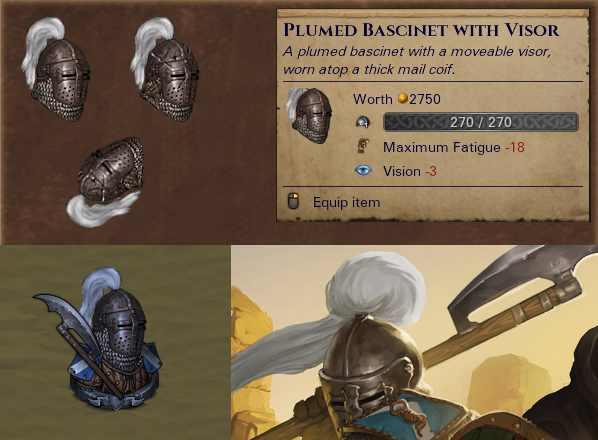 Plumed Bascinet with Visor
A plumed bascinet with a moveable visor,
worn atop a thick mail coif.
Worth 2750
270 / 270
Maximum Fatigue -18
Vision -3
Equip item